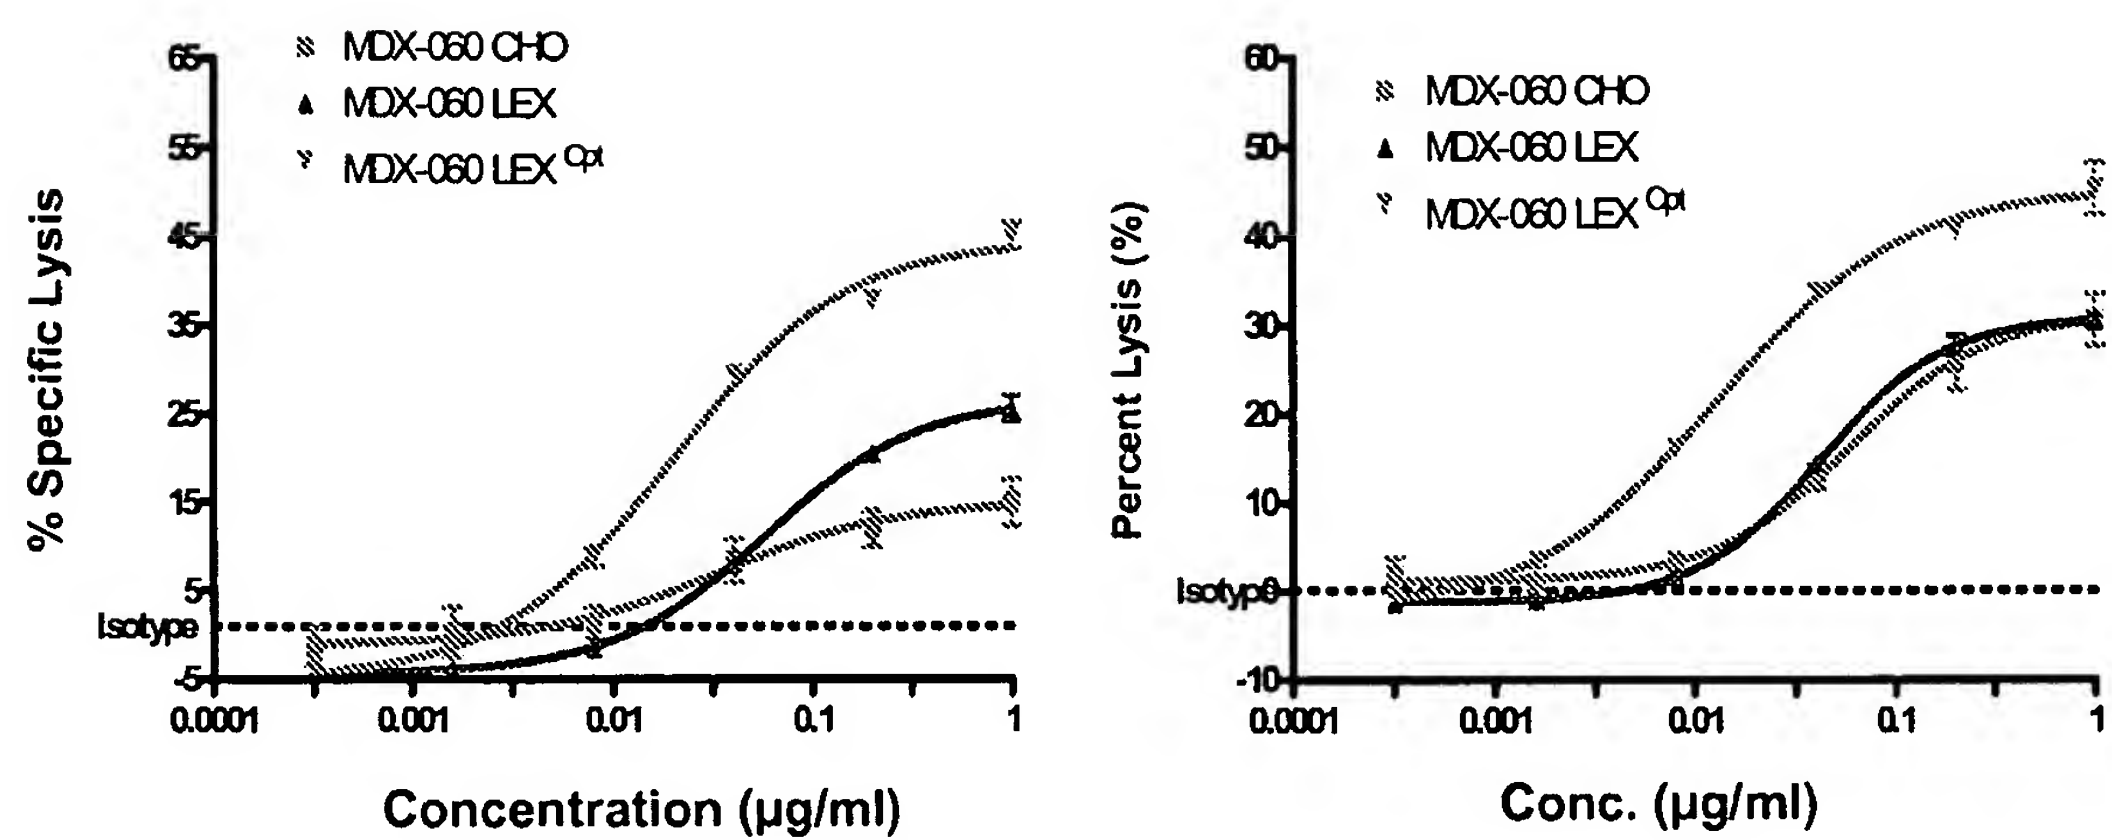 MDX-060 CHO
MDX-060 LEX
MDX-060 LEX Opt
65
55
45
35
25
15
5
Isotype
-5
0.0001 0.001 0.01 0.1 1
% Specific Lysis
Concentration (µg/ml)
MDX-060 CHO
MDX-060 LEX
MDX-060 LEX Opt
60
50
40
30
20
10
Isotype0
-10
0.0001 0.001 0.01 0.1 1
Percent Lysis (%)
Conc. (µg/ml)